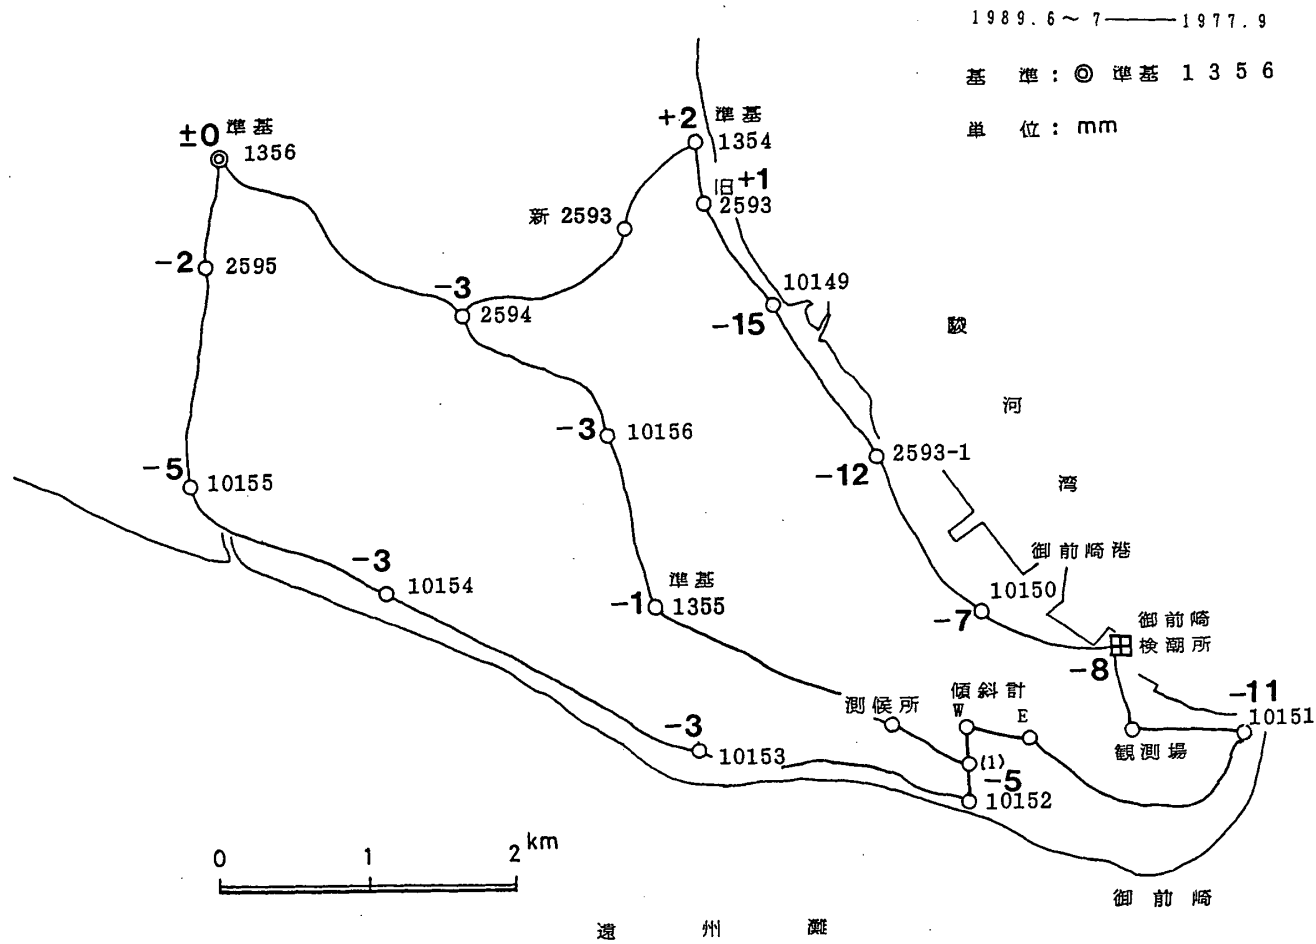 1989.6~7――1977.9
基 準:◎ 準基 1356
単 位:mm
±0 準基
1356
+2 準基
1354
旧 +1
2593
新 2593
-2 2595
-3
2594
10149
-15
駿
河
湾
-3 10156
2593-1
-12
-5
10155
御前崎港
-3
10154
準基
-1 1355
10150
-7
御前崎
検潮所
-8
測候所
傾斜計
W
E
-11
10151
観測場
-3
10153
(1)
-5
10152
0 1 2 km
御前崎
遠州灘